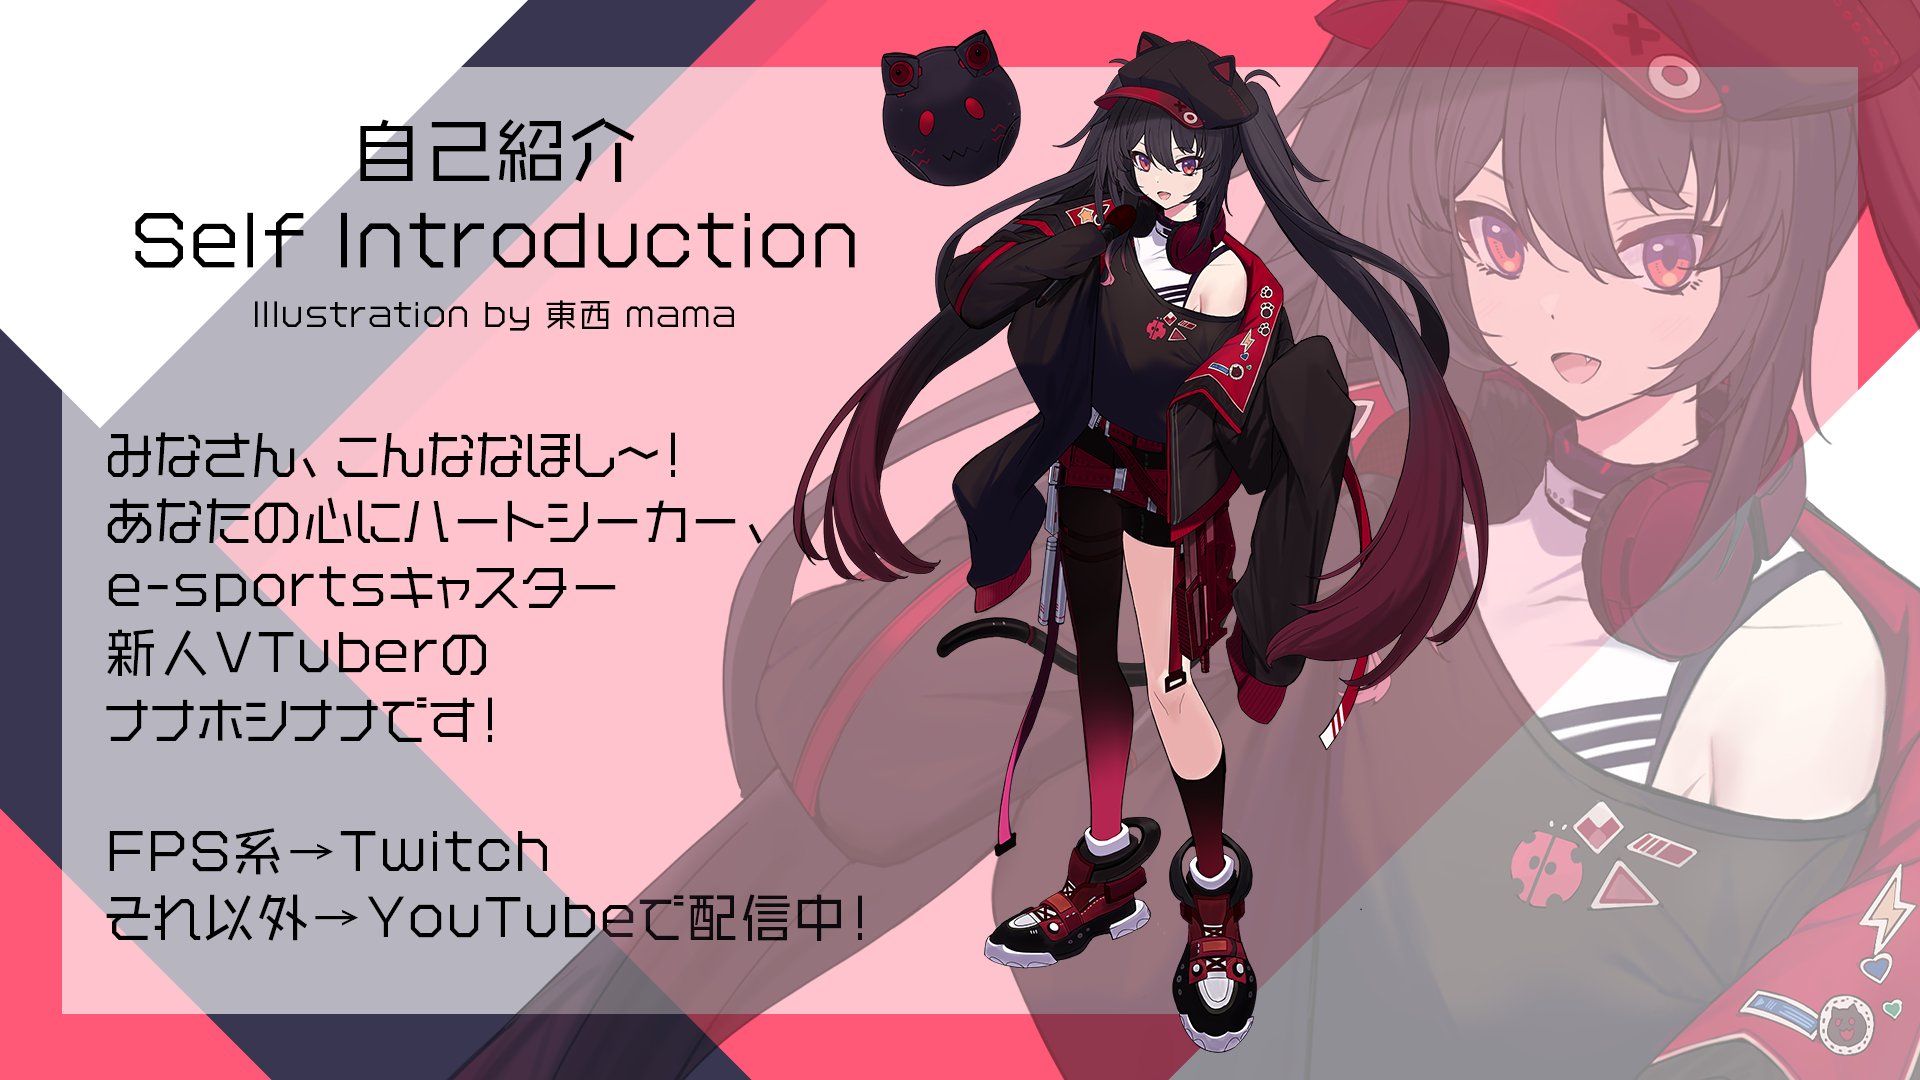 自己紹介
Self Introduction
Illustration by 東西 mama
みなさん、こんななほし～!
あなたの心にハートシーカー、
e-sportsキャスター
新人VTuberの
ナナホシナナです!
FPS系→Twitch
それ以外→YouTubeで配信中!